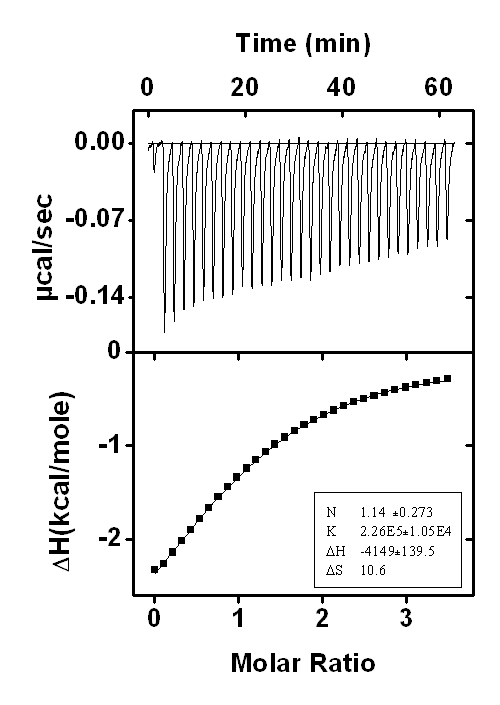 Time (min)
0 20 40 60
0.00
-0.07
-0.14
µcal/sec
0
-1
-2
ΔH(kcal/mole)
N 1.14 ±0.273
K 2.26E5±1.05E4
ΔH -4149±139.5
ΔS 10.6
0 1 2 3
Molar Ratio